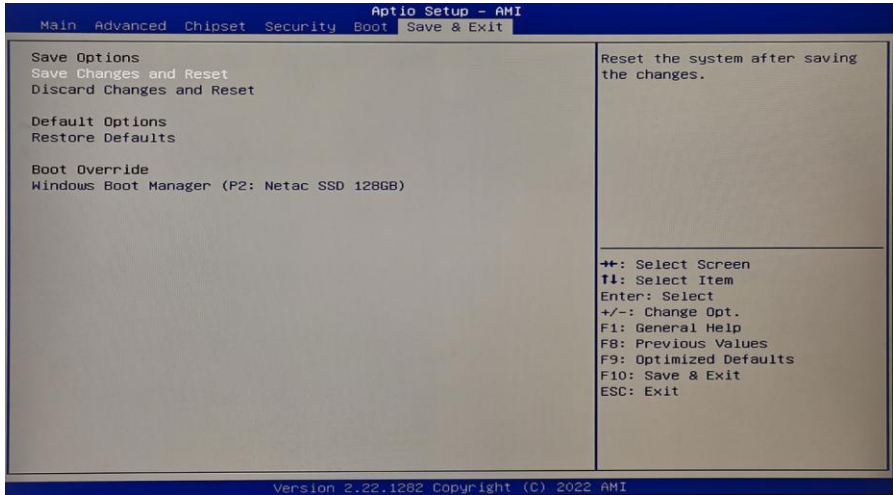 Aptio Setup – AMI
Main Advanced Chipset Security Boot Save & Exit
Save Options
Save Changes and Reset
Discard Changes and Reset
Default Options
Restore Defaults
Boot Override
Windows Boot Manager (P2: Netac SSD 128GB)
Reset the system after saving
the changes.
→←: Select Screen
↑↓: Select Item
Enter: Select
+/-: Change Opt.
F1: General Help
F8: Previous Values
F9: Optimized Defaults
F10: Save & Exit
ESC: Exit
Version 2.22.1282 Copyright (C) 2022 AMI